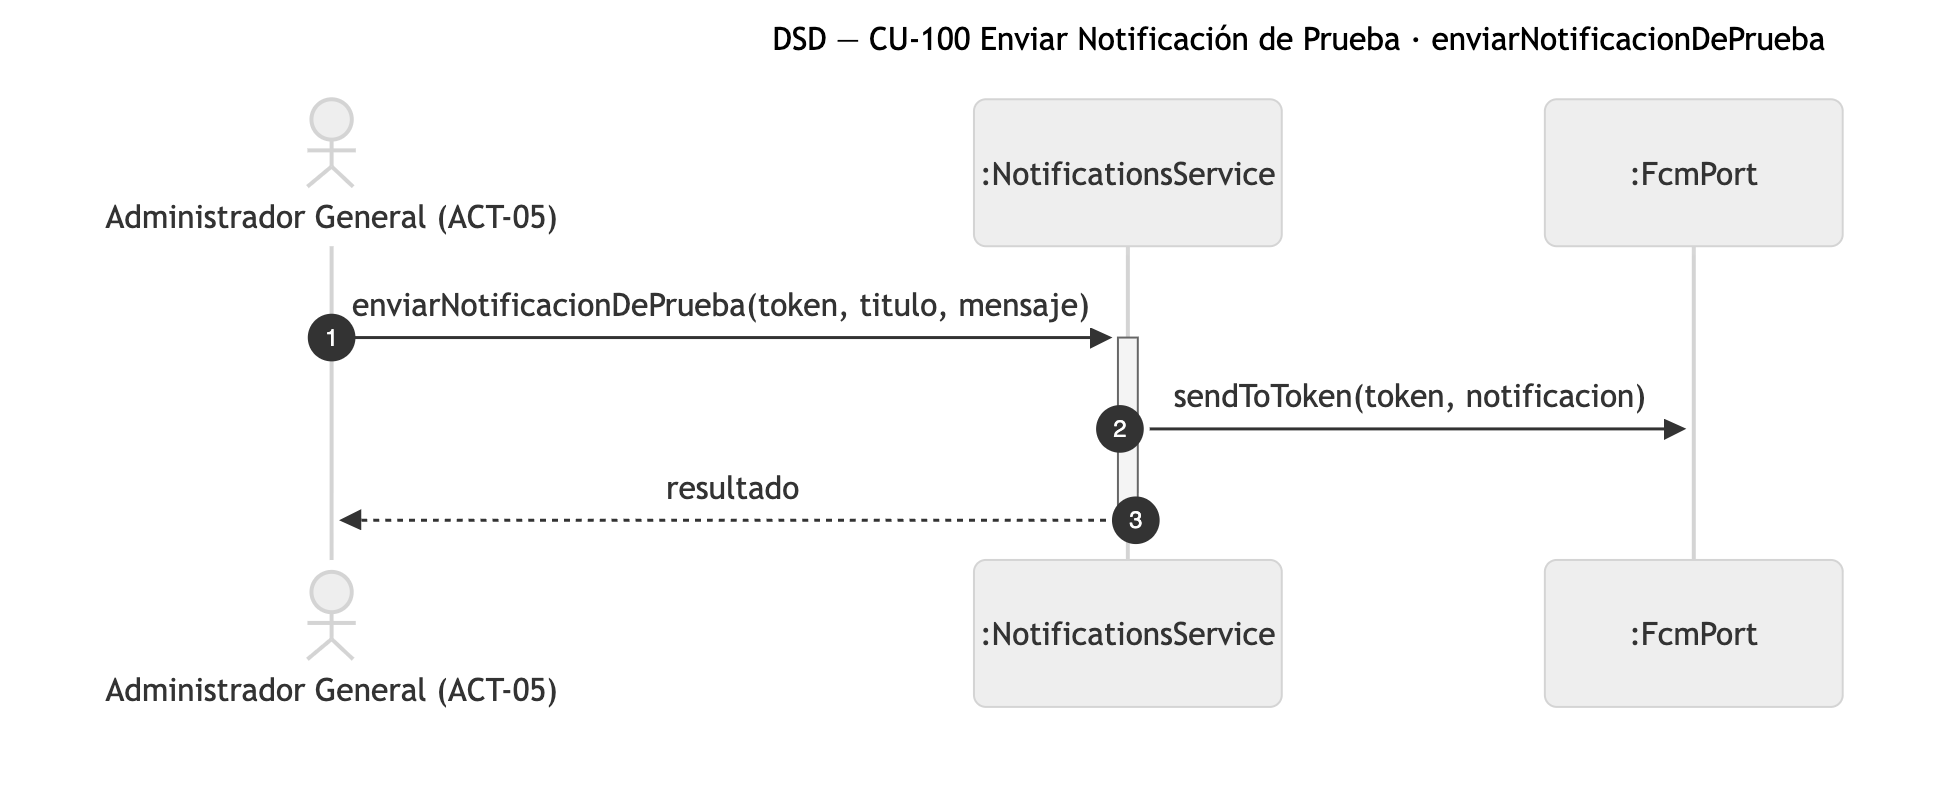 DSD — CU-100 Enviar Notificación de Prueba · enviarNotificacionDePrueba
Administrador General (ACT-05)
:NotificationsService
:FcmPort
enviarNotificacionDePrueba(token, titulo, mensaje)
1
sendToToken(token, notificacion)
2
resultado
3
Administrador General (ACT-05)
:NotificationsService
:FcmPort